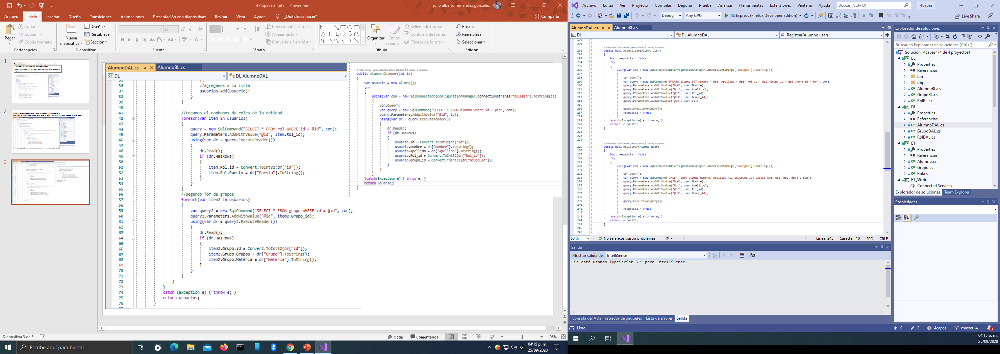 4 Capas c#.pptx - PowerPoint
julio alberto fernandez gonzalez
Archivo Inicio Insertar Diseño Transiciones Animaciones Presentación con diapositivas Revisar Vista Ayuda ¿Qué desea hacer? Compartir
Pegar
Cortar
Copiar
Copiar formato
Portapapeles
Nueva diapositiva
Diseño
Restablecer
Sección
Diapositivas
28
N K S S abc AV Aa A
Fuente
Dirección del texto
Alinear texto
Convertir a SmartArt
Párrafo
Organizar
Estilos rápidos
Relleno de forma
Contorno de forma
Efectos de forma
Dibujo
Buscar
Reemplazar
Seleccionar
Edición
1
2
3
AlumnoDAL.cs AlumnoBL.cs
DL DL.AlumnoDAL
36 //agregamos a la lista
37 usuarios.Add(usuario);
38 }
39 }
40
41 //creamos el conbobox de roles de la entidad
42 foreach(var item in usuarios)
43 {
44 query = new SqlCommand("SELECT * FROM rol WHERE id = @id", con);
45 query.Parameters.AddWithValue("@id", item.Rol_id);
46 using(var dr = query.ExecuteReader())
47 {
48 dr.Read();
49 if (dr.HasRows)
50 {
51 item.Rol.id = Convert.ToInt32(dr["id"]);
52 item.Rol.Puesto = dr["Puesto"].ToString();
53 }
54 }
55 }
56 //segundo for de grupos
57 foreach(var item2 in usuarios)
58 {
59 var query2 = new SqlCommand("SELECT * FROM grupo WHERE id = @id", con);
60 query2.Parameters.AddWithValue("@id", item2.Grupo_id);
61 using(var dr = query2.ExecuteReader())
62 {
63 dr.Read();
64 if (dr.HasRows)
65 {
66 item2.Grupo.id = Convert.ToInt32(dr["id"]);
67 item2.Grupo.Grupos = dr["Grupo"].ToString();
68 item2.Grupo.Materia = dr["Materia"].ToString();
69 }
70 }
71 }
72 }
73 }
74 catch (Exception e) { throw e; }
75 return usuarios;
76 }
1 referencia | julio alberto, Hace 20 días | 1 autor, 1 cambio
public Alumno Obtener(int id)
{
var usuario = new Alumno();
try
{
using(var con = new SqlConnection(ConfigurationManager.ConnectionStrings["colegio"].ToString()))
{
con.Open();
var query = new SqlCommand("SELECT * FROM alumno where id = @id", con);
query.Parameters.AddWithValue("@id", id);
using(var dr = query.ExecuteReader())
{
dr.Read();
if (dr.HasRows)
{
usuario.id = Convert.ToInt32(dr["id"]);
usuario.Nombre = dr["Nombre"].ToString();
usuario.Apellido = dr["Apellido"].ToString();
usuario.Rol_id = Convert.ToInt32(dr["Rol_id"]);
usuario.Grupo_id = Convert.ToInt32(dr["Grupo_id"]);
}
}
}
}catch(Exception e) { throw e; }
return usuario;
}
Diapositiva 3 de 3
Notas Comentarios 105%
Escribe aquí para buscar
04:15 p. m.
25/09/2020
Archivo Editar Ver Proyecto Compilar Depurar Prueba Analizar Herramientas Extensiones Ventana Ayuda Buscar (Ctrl+Q) 4capas
Debug Any CPU IIS Express (Firefox Developer Edition) Live Share
AlumnoDAL.cs AlumnoBL.cs
DL DL.AlumnoDAL Registrar(Alumno user)
199
200
1 referencia | julio alberto, Hace 20 días | 1 autor, 1 cambio
201 public bool Actualizar(Alumno user)
202 {
203 bool respuesta = false;
204 try
205 {
206 using(var con = new SqlConnection(ConfigurationManager.ConnectionStrings["colegio"].ToString()))
207 {
208 con.Open();
209 var query = new SqlCommand("UPDATE alumno SET Nombre = @p0, Apellido = @p1, Rol_id = @p2, Grupo_id = @p3 where id = @p4", con);
210 query.Parameters.AddWithValue("@p0", user.Nombre);
211 query.Parameters.AddWithValue("@p1", user.Apellido);
212 query.Parameters.AddWithValue("@p2", user.Rol_id);
213 query.Parameters.AddWithValue("@p3", user.Grupo_id);
214 query.Parameters.AddWithValue("@p4", user.id);
215
216 query.ExecuteNonQuery();
217 respuesta = true;
218 }
219 }catch(Exception e) { throw e; }
220 return respuesta;
221 }
222
223
224
1 referencia | julio alberto, Hace 20 días | 1 autor, 1 cambio
225 public bool Registrar(Alumno user)
226 {
227 bool respuesta = false;
228 try
229 {
230 using(var con = new SqlConnection(ConfigurationManager.ConnectionStrings["colegio"].ToString()))
231 {
232 con.Open();
233 var query = new SqlCommand("INSERT INTO alumno(Nombre, Apellido,Rol_id,Grupo_id) VALUES(@p0, @p1, @p2, @p3)", con);
234 query.Parameters.AddWithValue("@p0", user.Nombre);
235 query.Parameters.AddWithValue("@p1", user.Apellido);
236 query.Parameters.AddWithValue("@p2", user.Rol_id);
237 query.Parameters.AddWithValue("@p3", user.Grupo_id);
238
239 query.ExecuteNonQuery();
240
241 respuesta = true;
242 }
243 }catch(Exception e) { throw e; }
244 return respuesta;
245 }
246
247
68 % No se encontraron problemas. Línea: 245 Carácter: 10 SPC CRLF
Salida
Mostrar salida de: IntelliSense
Se está usando TypeScript 3.9 para IntelliSense.
Consola del Administrador de paquetes Lista de errores Salida
Explorador de soluciones
Buscar en Explorador de soluciones (Ctrl+´)
Solución "4capas" (4 de 4 proyectos)
BL
Properties
Referencias
bin
obj
AlumnoBL.cs
GrupoBL.cs
RolBL.cs
DL
Properties
Referencias
AlumnoDAL.cs
GrupoDAL.cs
RolDAL.cs
ET
Properties
Referencias
Alumno.cs
Grupo.cs
Rol.cs
PL_Web
Connected Services
Explorador de soluciones Team Explorer
Propiedades
Listo 0 2 4capas master 3
04:15 p. m.
25/09/2020